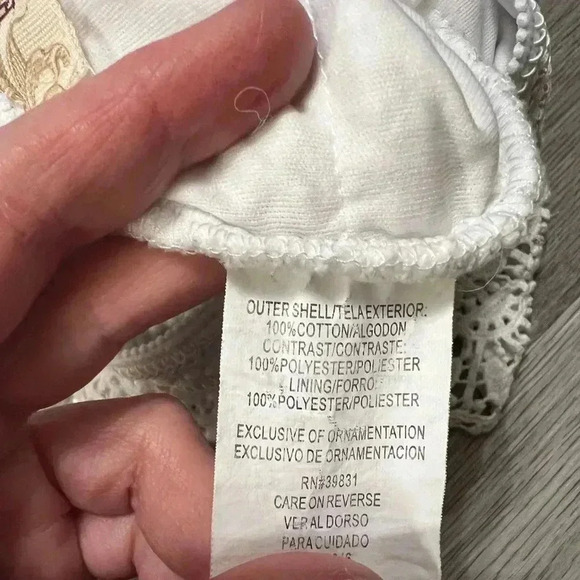 OUTER SHELL/TELA EXTERIOR:
100%COTTON/ALGODON
CONTRAST/CONTRASTE:
100%POLYESTER/POLIESTER
LINING/FORRO:
100%POLYESTER/POLIESTER
EXCLUSIVE OF ORNAMENTATION
EXCLUSIVO DE ORNAMENTACION
RN#39831
CARE ON REVERSE
VER AL DORSO
PARA CUIDADO